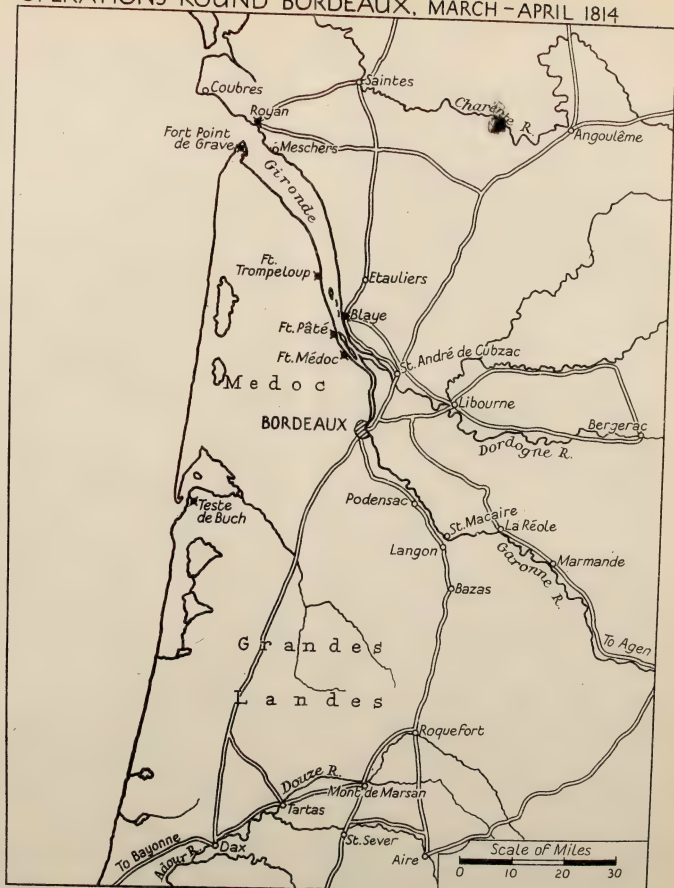 OPERATIONS ROUND BORDEAUX, MARCH-APRIL 1814
Coubres
Saintes
Royan
Charente R.
Angoulême
Fort Point
de Grave
Meschers
Gironde
Ft.
Trompeloup
Etauliers
Blaye
Ft. Pâté
Ft. Médoc
St. André de Cubzac
Medoc
Libourne
BORDEAUX
Bergerac
Dordogne R.
Podensac
Teste
de Buch
St. Macaire
La Réole
Langon
Garonne R.
Marmande
Bazas
To Agen
Grandes
Landes
Roquefort
Douze R.
Mont de Marsan
Tartas
To Bayonne
Adour R.
Dax
St. Sever
Aire
Scale of Miles
0 10 20 30